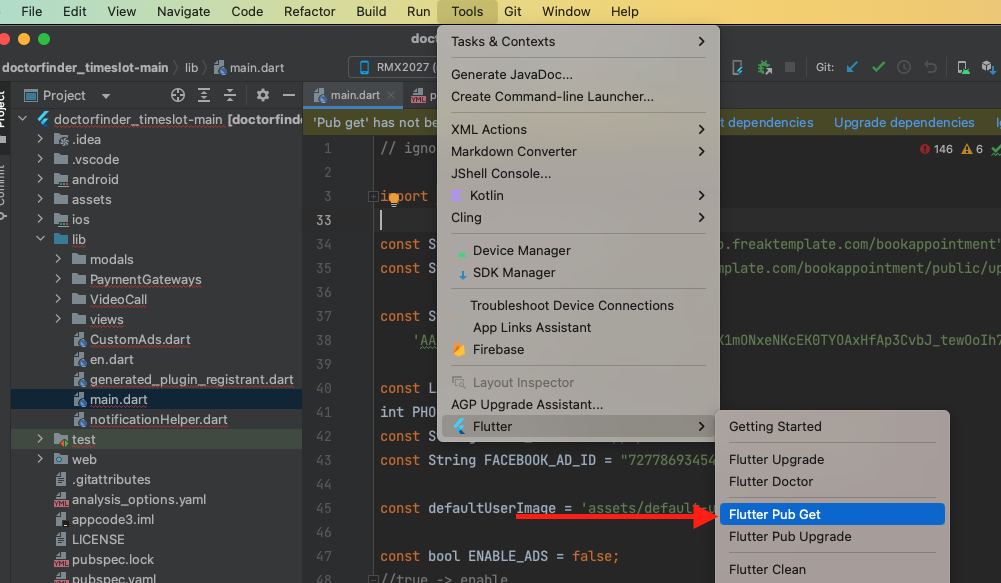 File Edit View Navigate Code Refactor Build Run Tools Git Window Help
doctorfinder_timeslot-main lib main.dart
RMX2027
Git:
Project
main.dart
Project
Commit
'Pub get' has not
dependencies Upgrade dependencies
doctorfinder_timeslot-main [doctorfind
.idea
.vscode
android
assets
ios
lib
modals
PaymentGateways
VideoCall
views
CustomAds.dart
en.dart
generated_plugin_registrant.dart
main.dart
notificationHelper.dart
test
web
.gitattributes
analysis_options.yaml
appcode3.iml
LICENSE
pubspec.lock
pubspec.yaml
146 6
1 // igno
2
3 import
33
34 const S
.freaktemplate.com/bookappointment"
35 const S
mplate.com/bookappointment/public/up
36
37 const S
38 'AA
39
40 const L
41 int PHO
42 const S
43 const String FACEBOOK_AD_ID = "72778693454
44
45 const defaultUserImage = 'assets/default-u
46
47 const bool ENABLE_ADS = false;
48 //true -> enable
Tasks & Contexts
Generate JavaDoc...
Create Command-line Launcher...
XML Actions
Markdown Converter
JShell Console...
Kotlin
Cling
Device Manager
SDK Manager
Troubleshoot Device Connections
App Links Assistant
Firebase
Layout Inspector
AGP Upgrade Assistant...
Flutter
Getting Started
Flutter Upgrade
Flutter Doctor
Flutter Pub Get
Flutter Pub Upgrade
Flutter Clean